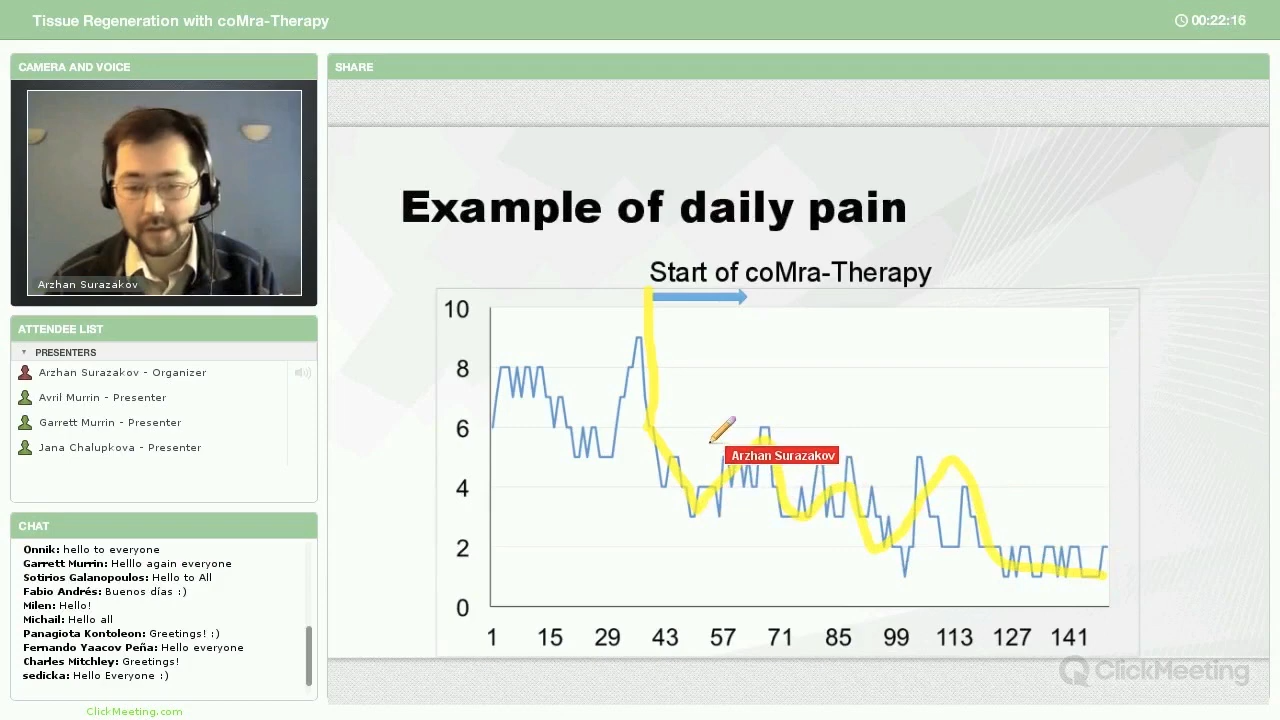 Tissue Regeneration with coMra-Therapy
00:22:16
CAMERA AND VOICE
Arzhan Surazakov
ATTENDEE LIST
PRESENTERS
Arzhan Surazakov - Organizer
Avril Murrin - Presenter
Garrett Murrin - Presenter
Jana Chalupkova - Presenter
CHAT
Onnik: hello to everyone
Garrett Murrin: Helllo again everyone
Sotirios Galanopoulos: Hello to All
Fabio Andrés: Buenos días :)
Milen: Hello!
Michail: Hello all
Panagiota Kontoleon: Greetings! :)
Fernando Yaacov Peña: Hello everyone
Charles Mitchley: Greetings!
sedicka: Hello Everyone :)
ClickMeeting.com
SHARE
Example of daily pain
Start of coMra-Therapy
10
8
6
4
2
0
Arzhan Surazakov
1 15 29 43 57 71 85 99 113 127 141
ClickMeeting